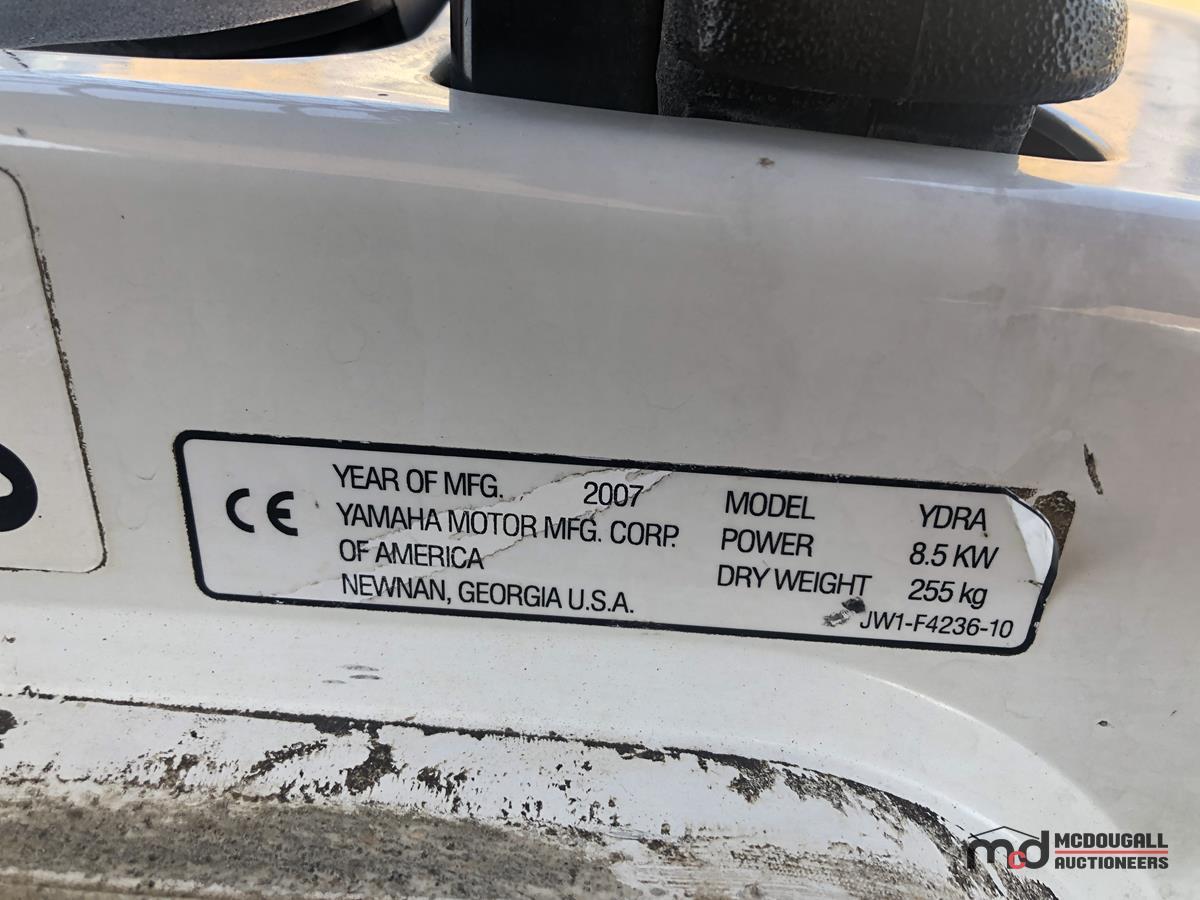 CE
YEAR OF MFG. 2007
YAMAHA MOTOR MFG. CORP.
OF AMERICA
NEWNAN, GEORGIA U.S.A.
MODEL YDRA
POWER 8.5 KW
DRY WEIGHT 255 kg
JW1-F4236-10
mcd MCDOUGALL
AUCTIONEERS